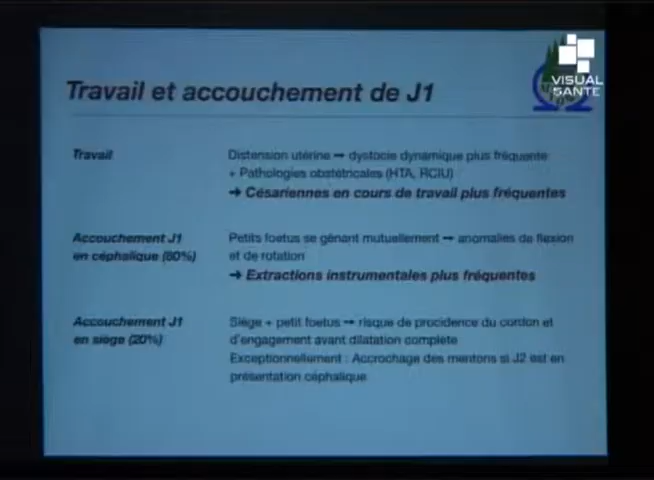 VISUAL
SANTE
Travail et accouchement de J1
Travail
Distension utérine → dystocie dynamique plus fréquente
+ Pathologies obstétricales (HTA, RCIU)
→ Césariennes en cours de travail plus fréquentes
Accouchement J1
en céphalique (80%)
Petits foetus se gênant mutuellement → anomalies de flexion
et de rotation
→ Extractions instrumentales plus fréquentes
Accouchement J1
en siège (20%)
Siège + petit foetus → risque de procidence du cordon et
d'engagement avant dilatation complète
Exceptionnellement : Accrochage des mentons si J2 est en
présentation céphalique